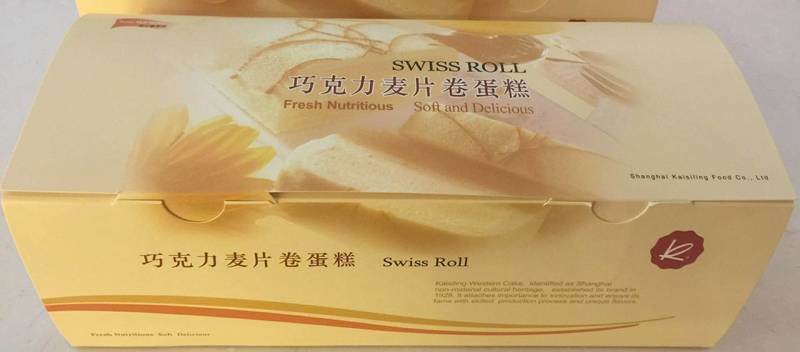 SWISS ROLL
巧克力麦片卷蛋糕
Fresh Nutritious Soft and Delicious
Shanghai Kaisiling Food Co., Ltd
巧克力麦片卷蛋糕 Swiss Roll
R
Kaisiling Western Cake, identified as Shanghai
non-material cultural heritage, established its brand in
1928. It attaches importance to innovation and enjoys its
fame with skilled production process and unique flavors.
Fresh Nutritious Soft Delicious